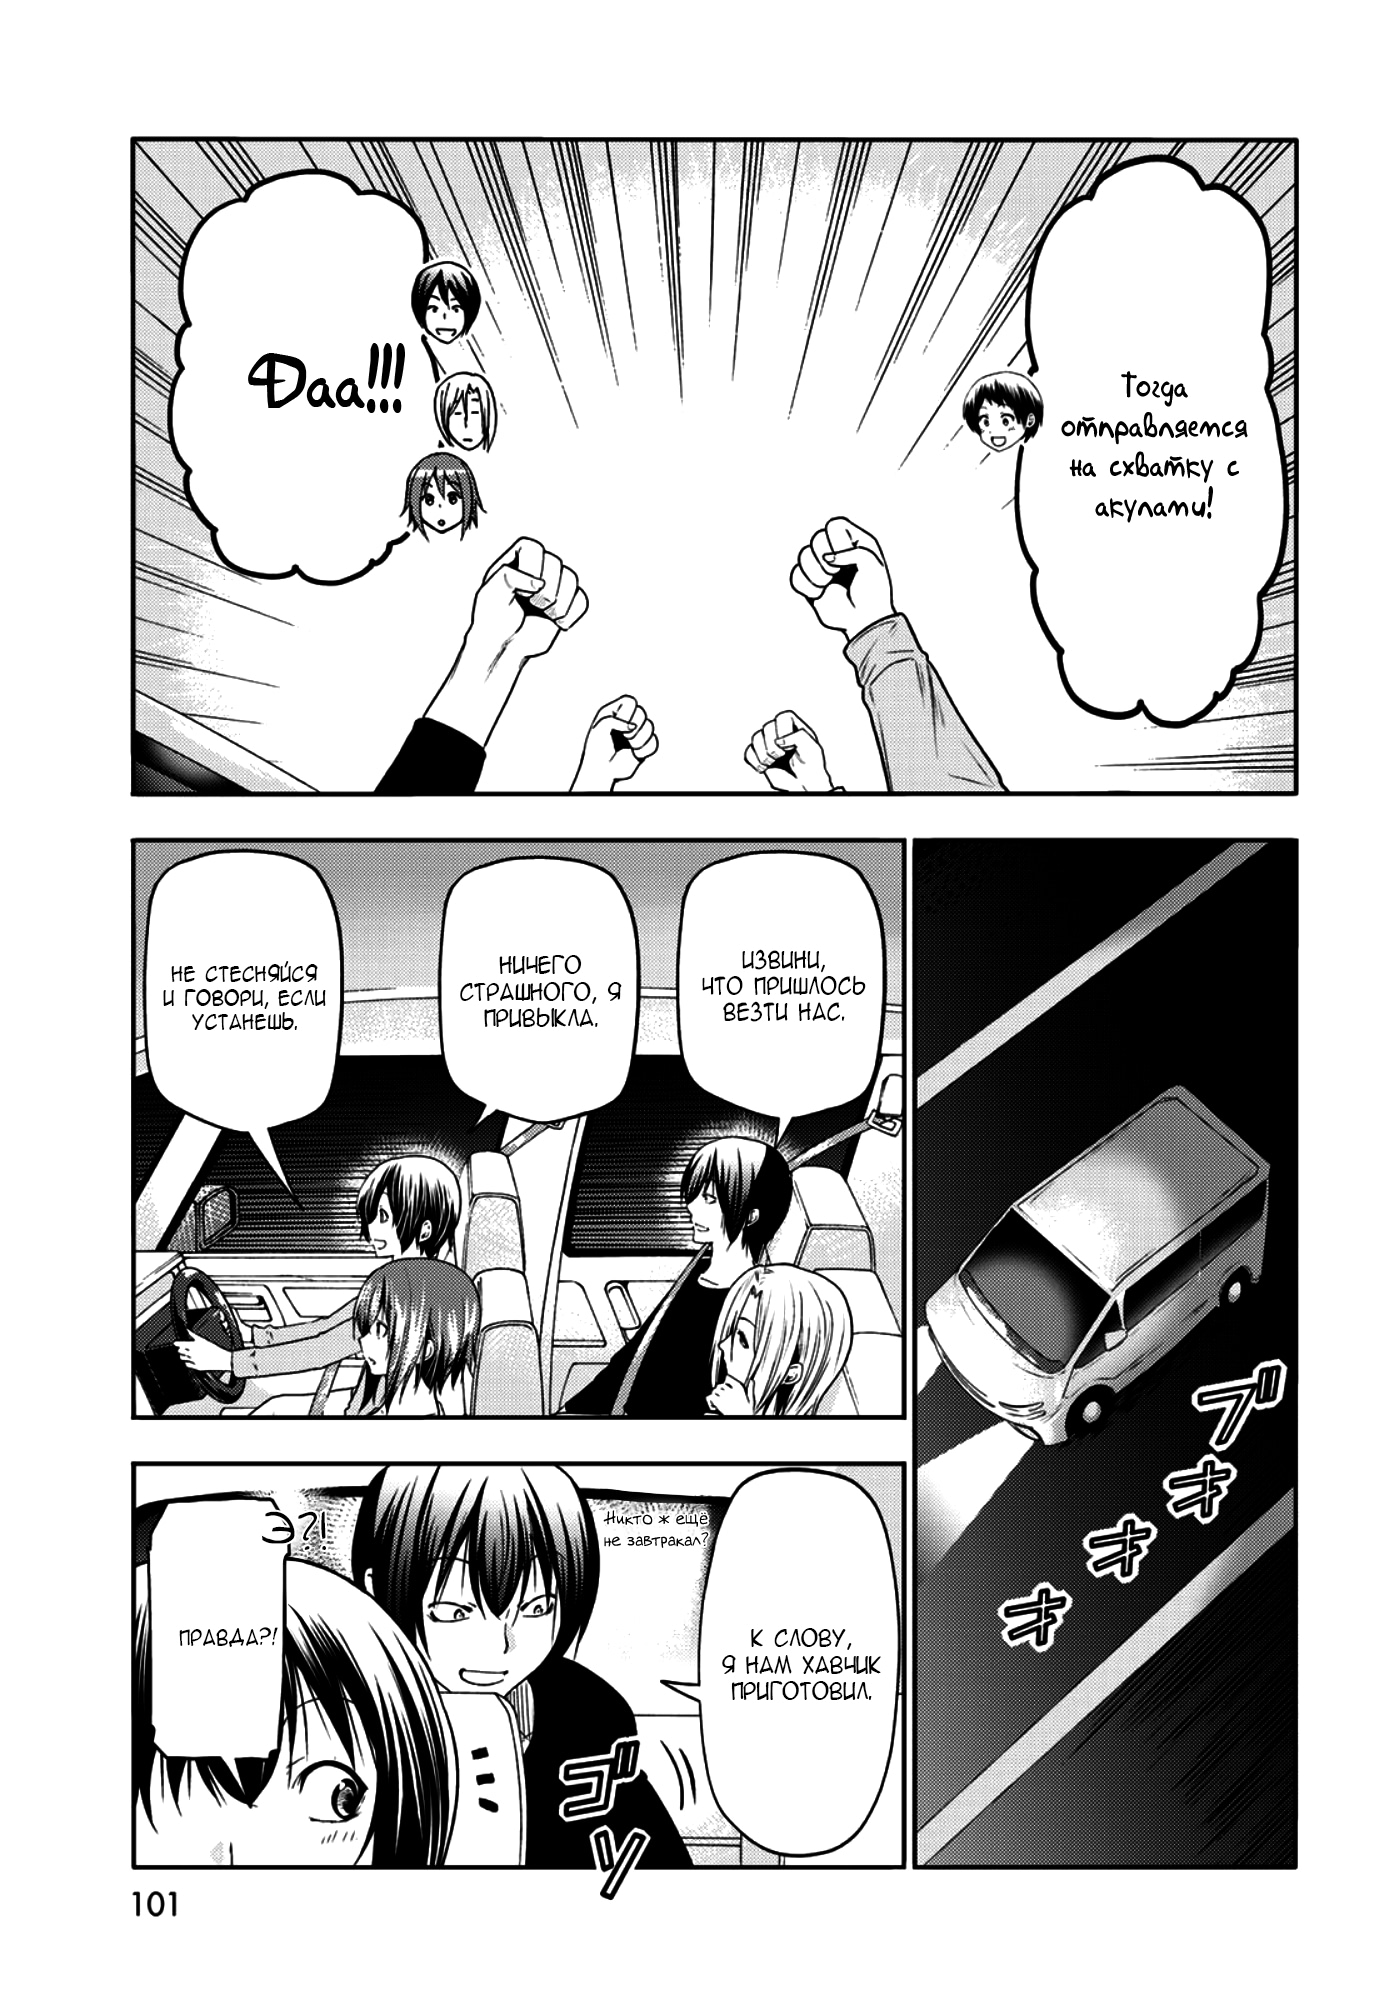 Тогда
отправляемся
на схватку с
акулами!
Даа!!!
ブ
オ
オ
オ
ИЗВИНИ,
ЧТО ПРИШЛОСЬ
ВЕЗТИ НАС.
НИЧЕГО
СТРАШНОГО, Я
ПРИВЫКЛА.
НЕ СТЕСНЯЙСЯ
И ГОВОРИ, ЕСЛИ
УСТАНЕШЬ.
К СЛОВУ,
Я НАМ ХАВЧИК
ПРИГОТОВИЛ.
Никто ж ещё
не завтракал?
ゴ
ソ
Э?!
ПРАВДА?!
101